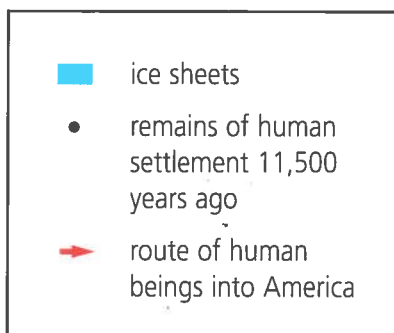 ice sheets
remains of human
settlement 11,500
years ago
route of human
beings into America